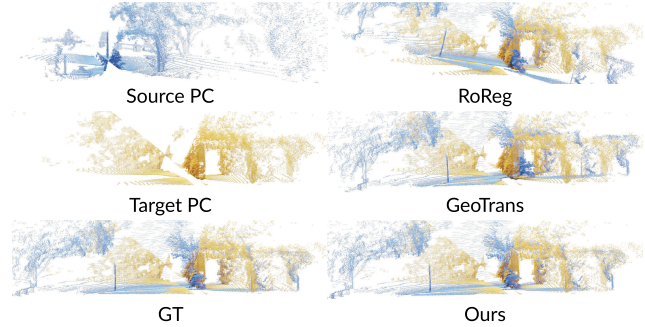 Source PC
RoReg
Target PC
GeoTrans
GT
Ours